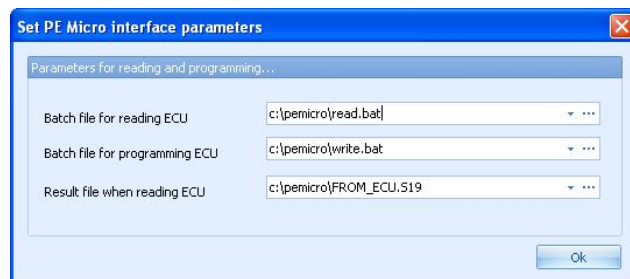 Set PE Micro interface parameters
Parameters for reading and programming...
Batch file for reading ECU c:\pemicro\read.bat
Batch file for programming ECU c:\pemicro\write.bat
Result file when reading ECU c:\pemicro\FROM_ECU.S19
Ok